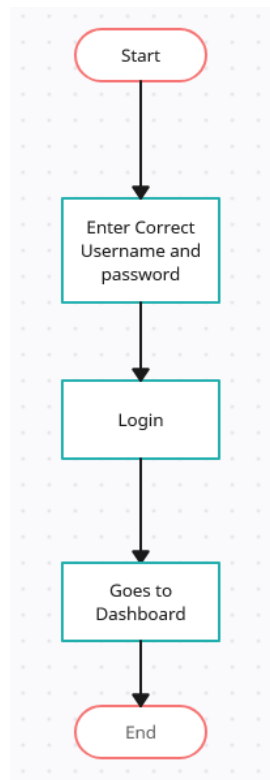 Start
Enter Correct
Username and
password
Login
Goes to
Dashboard
End